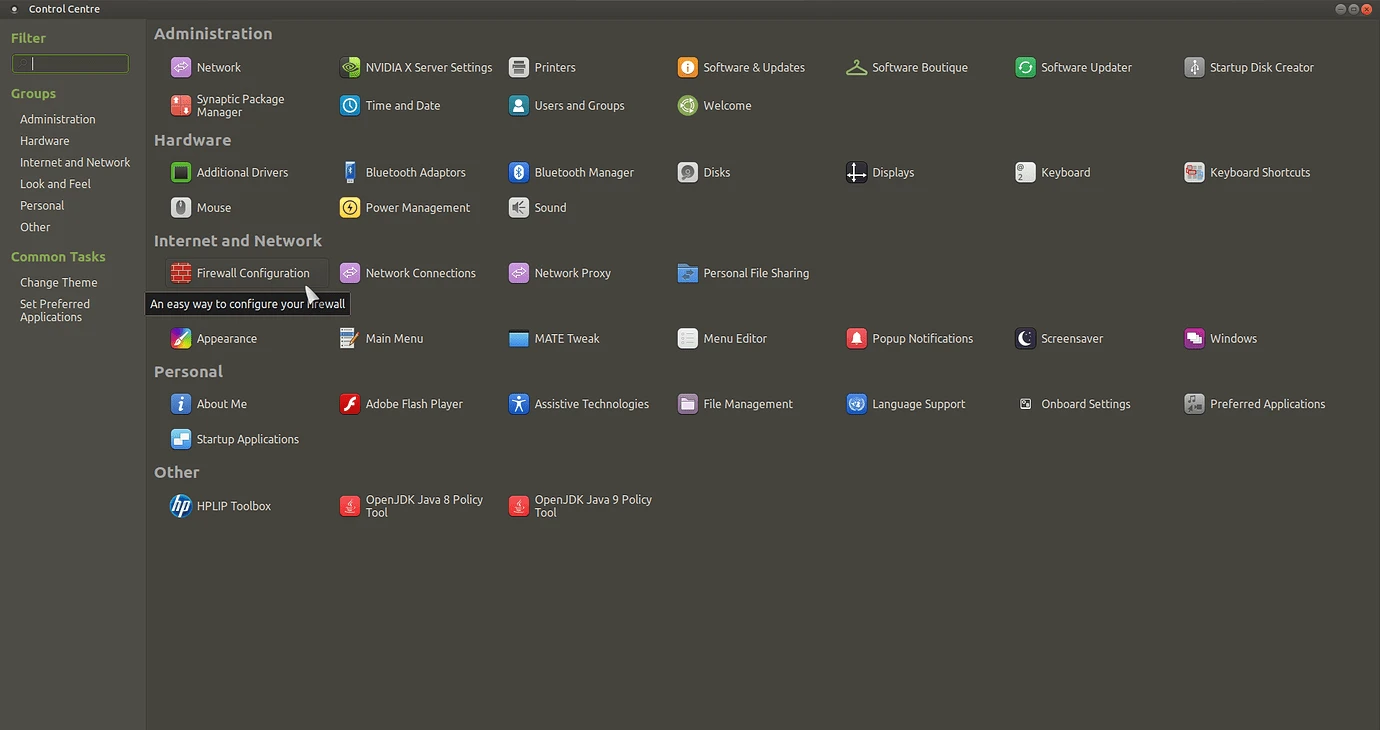 Control Centre
Filter
Groups
Administration
Hardware
Internet and Network
Look and Feel
Personal
Other
Common Tasks
Change Theme
Set Preferred
Applications
Administration
Network
NVIDIA X Server Settings
Printers
Software & Updates
Software Boutique
Software Updater
Startup Disk Creator
Synaptic Package
Manager
Time and Date
Users and Groups
Welcome
Hardware
Additional Drivers
Bluetooth Adaptors
Bluetooth Manager
Disks
Displays
Keyboard
Keyboard Shortcuts
Mouse
Power Management
Sound
Internet and Network
Firewall Configuration
Network Connections
Network Proxy
Personal File Sharing
An easy way to configure your firewall
Appearance
Main Menu
MATE Tweak
Menu Editor
Popup Notifications
Screensaver
Windows
Personal
About Me
Adobe Flash Player
Assistive Technologies
File Management
Language Support
Onboard Settings
Preferred Applications
Startup Applications
Other
hp
HPLIP Toolbox
OpenJDK Java 8 Policy
Tool
OpenJDK Java 9 Policy
Tool